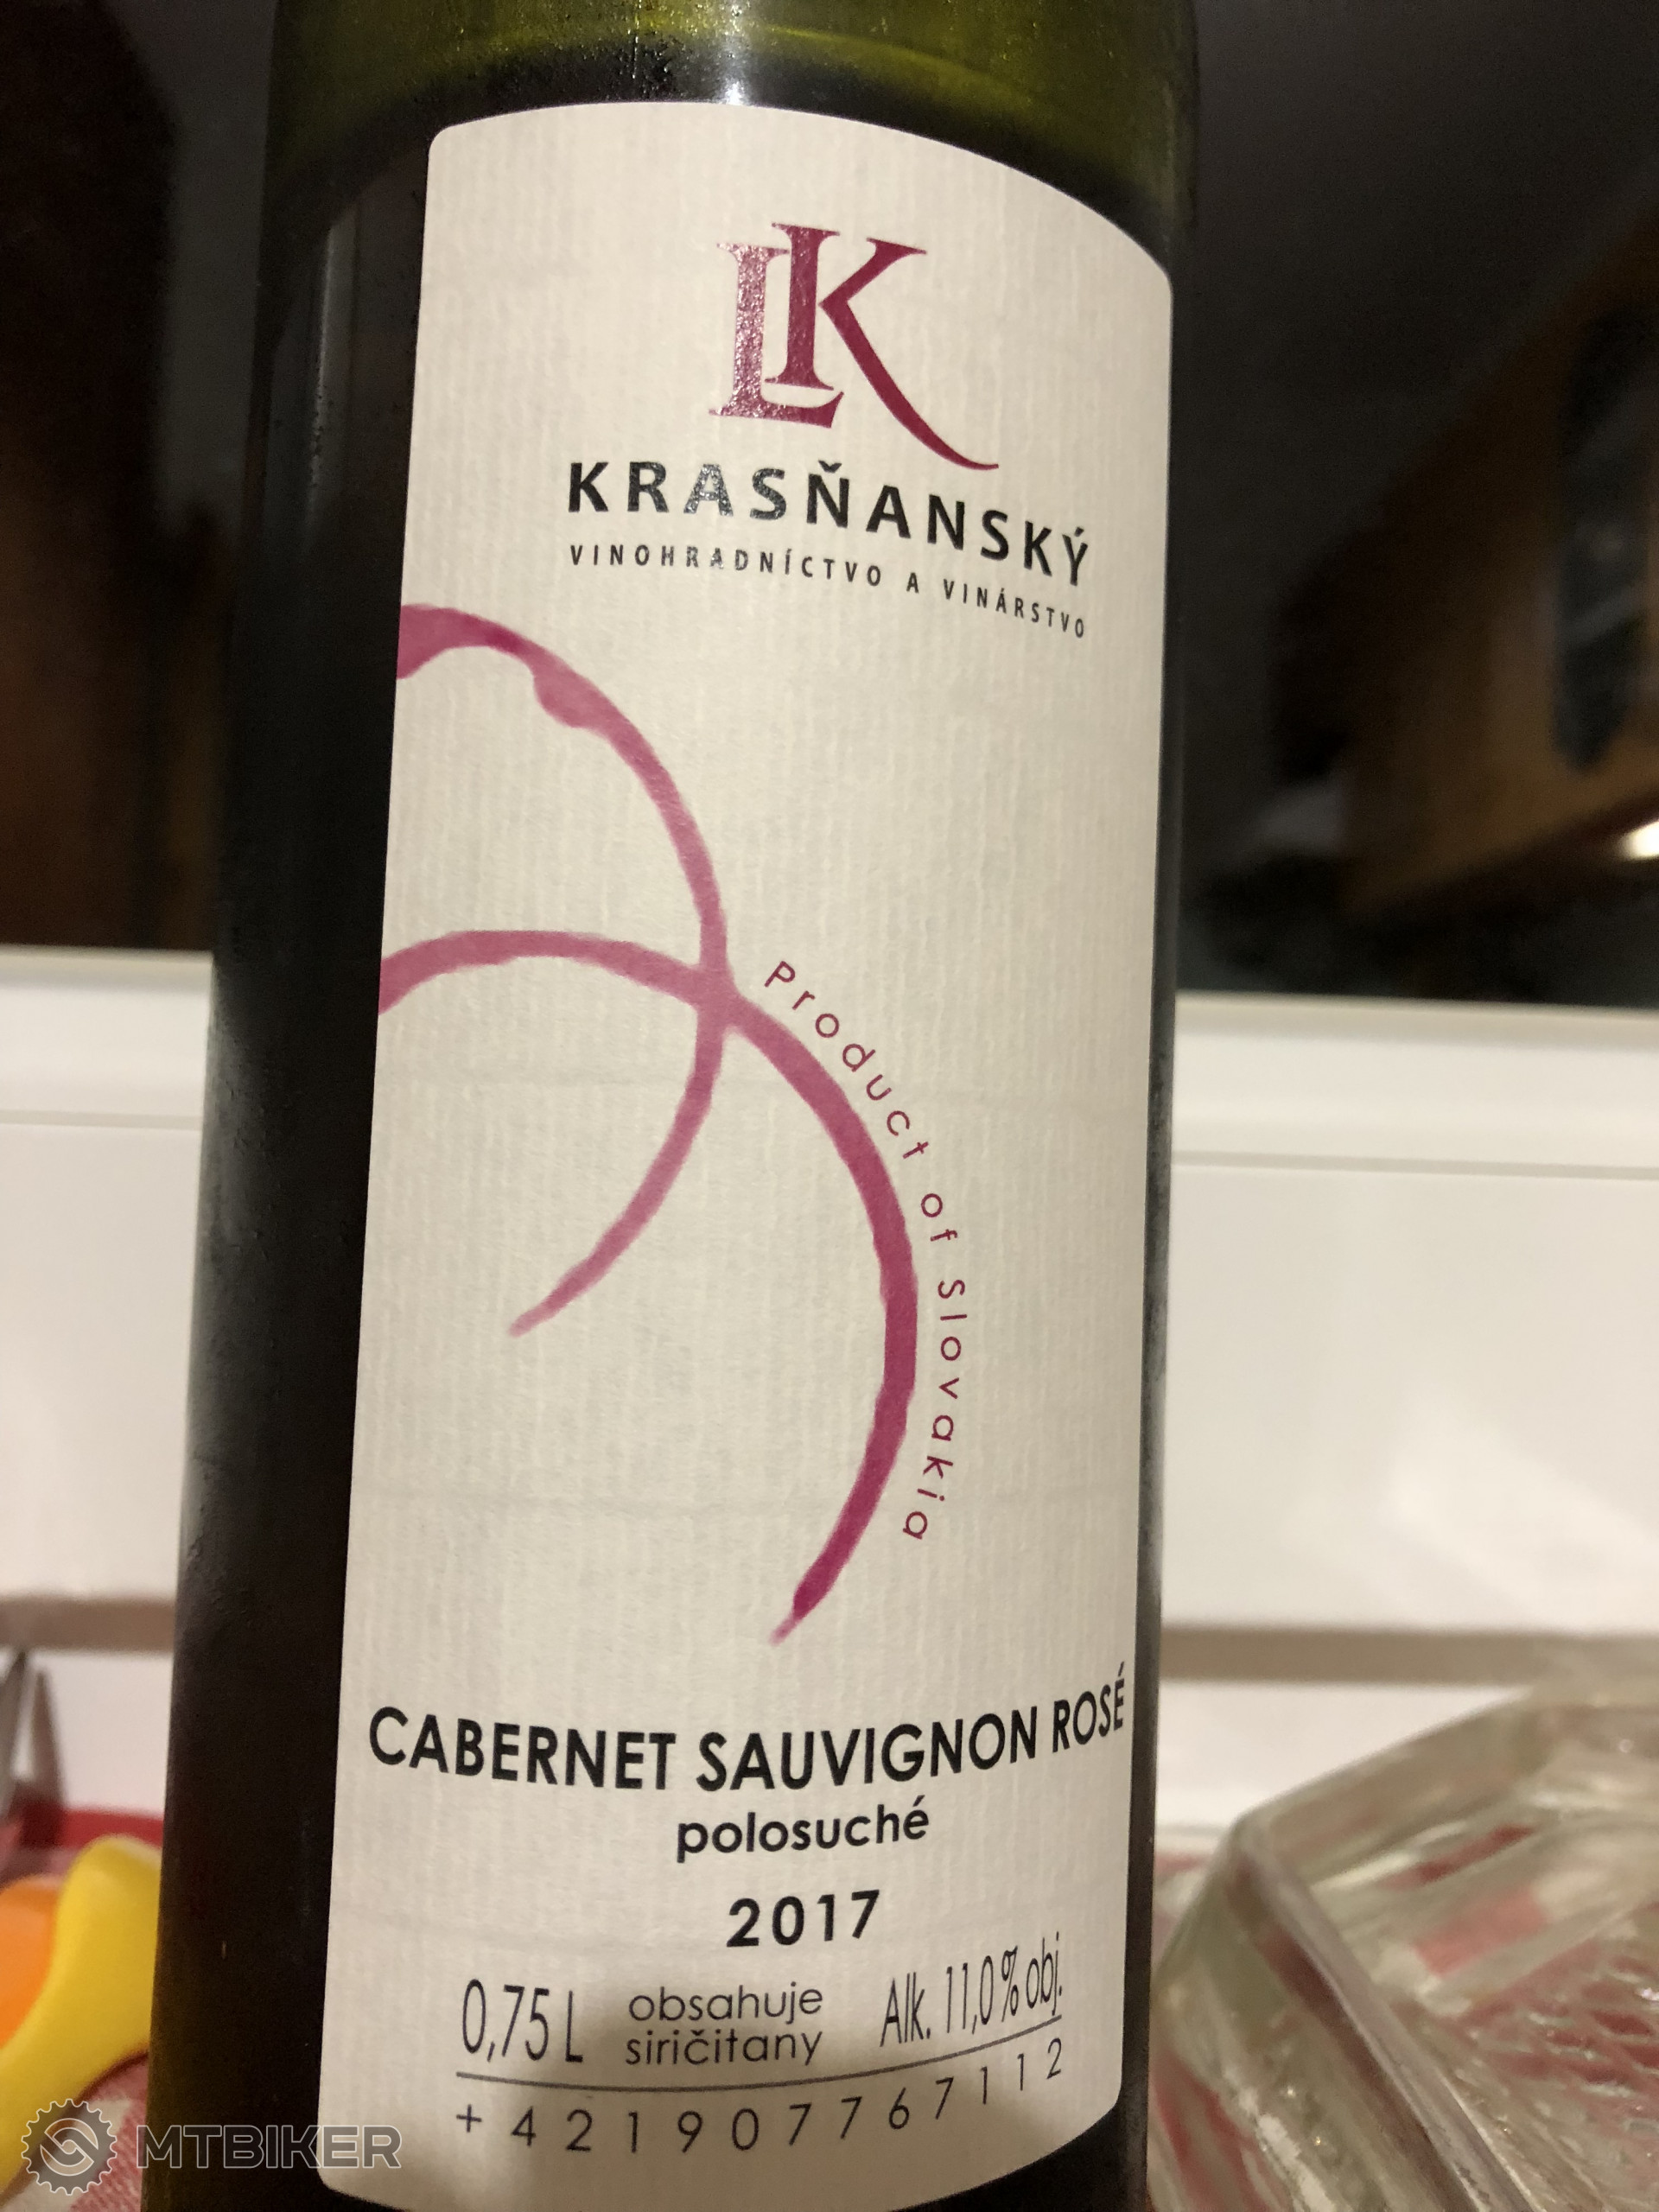 LK
KRASŇANSKÝ
VINOHRADNÍCTVO A VINÁRSTVO
Product of Slovakia
CABERNET SAUVIGNON ROSÉ
polosuché
2017
0,75 L obsahuje siričitany Alk. 11,0 % obj.
+421907767112
MTBIKER